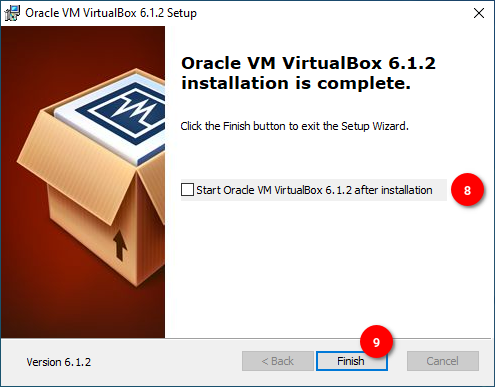 Oracle VM VirtualBox 6.1.2 Setup
Oracle VM VirtualBox 6.1.2
installation is complete.
Click the Finish button to exit the Setup Wizard.
Start Oracle VM VirtualBox 6.1.2 after installation
8
9
Version 6.1.2
< Back
Finish
Cancel